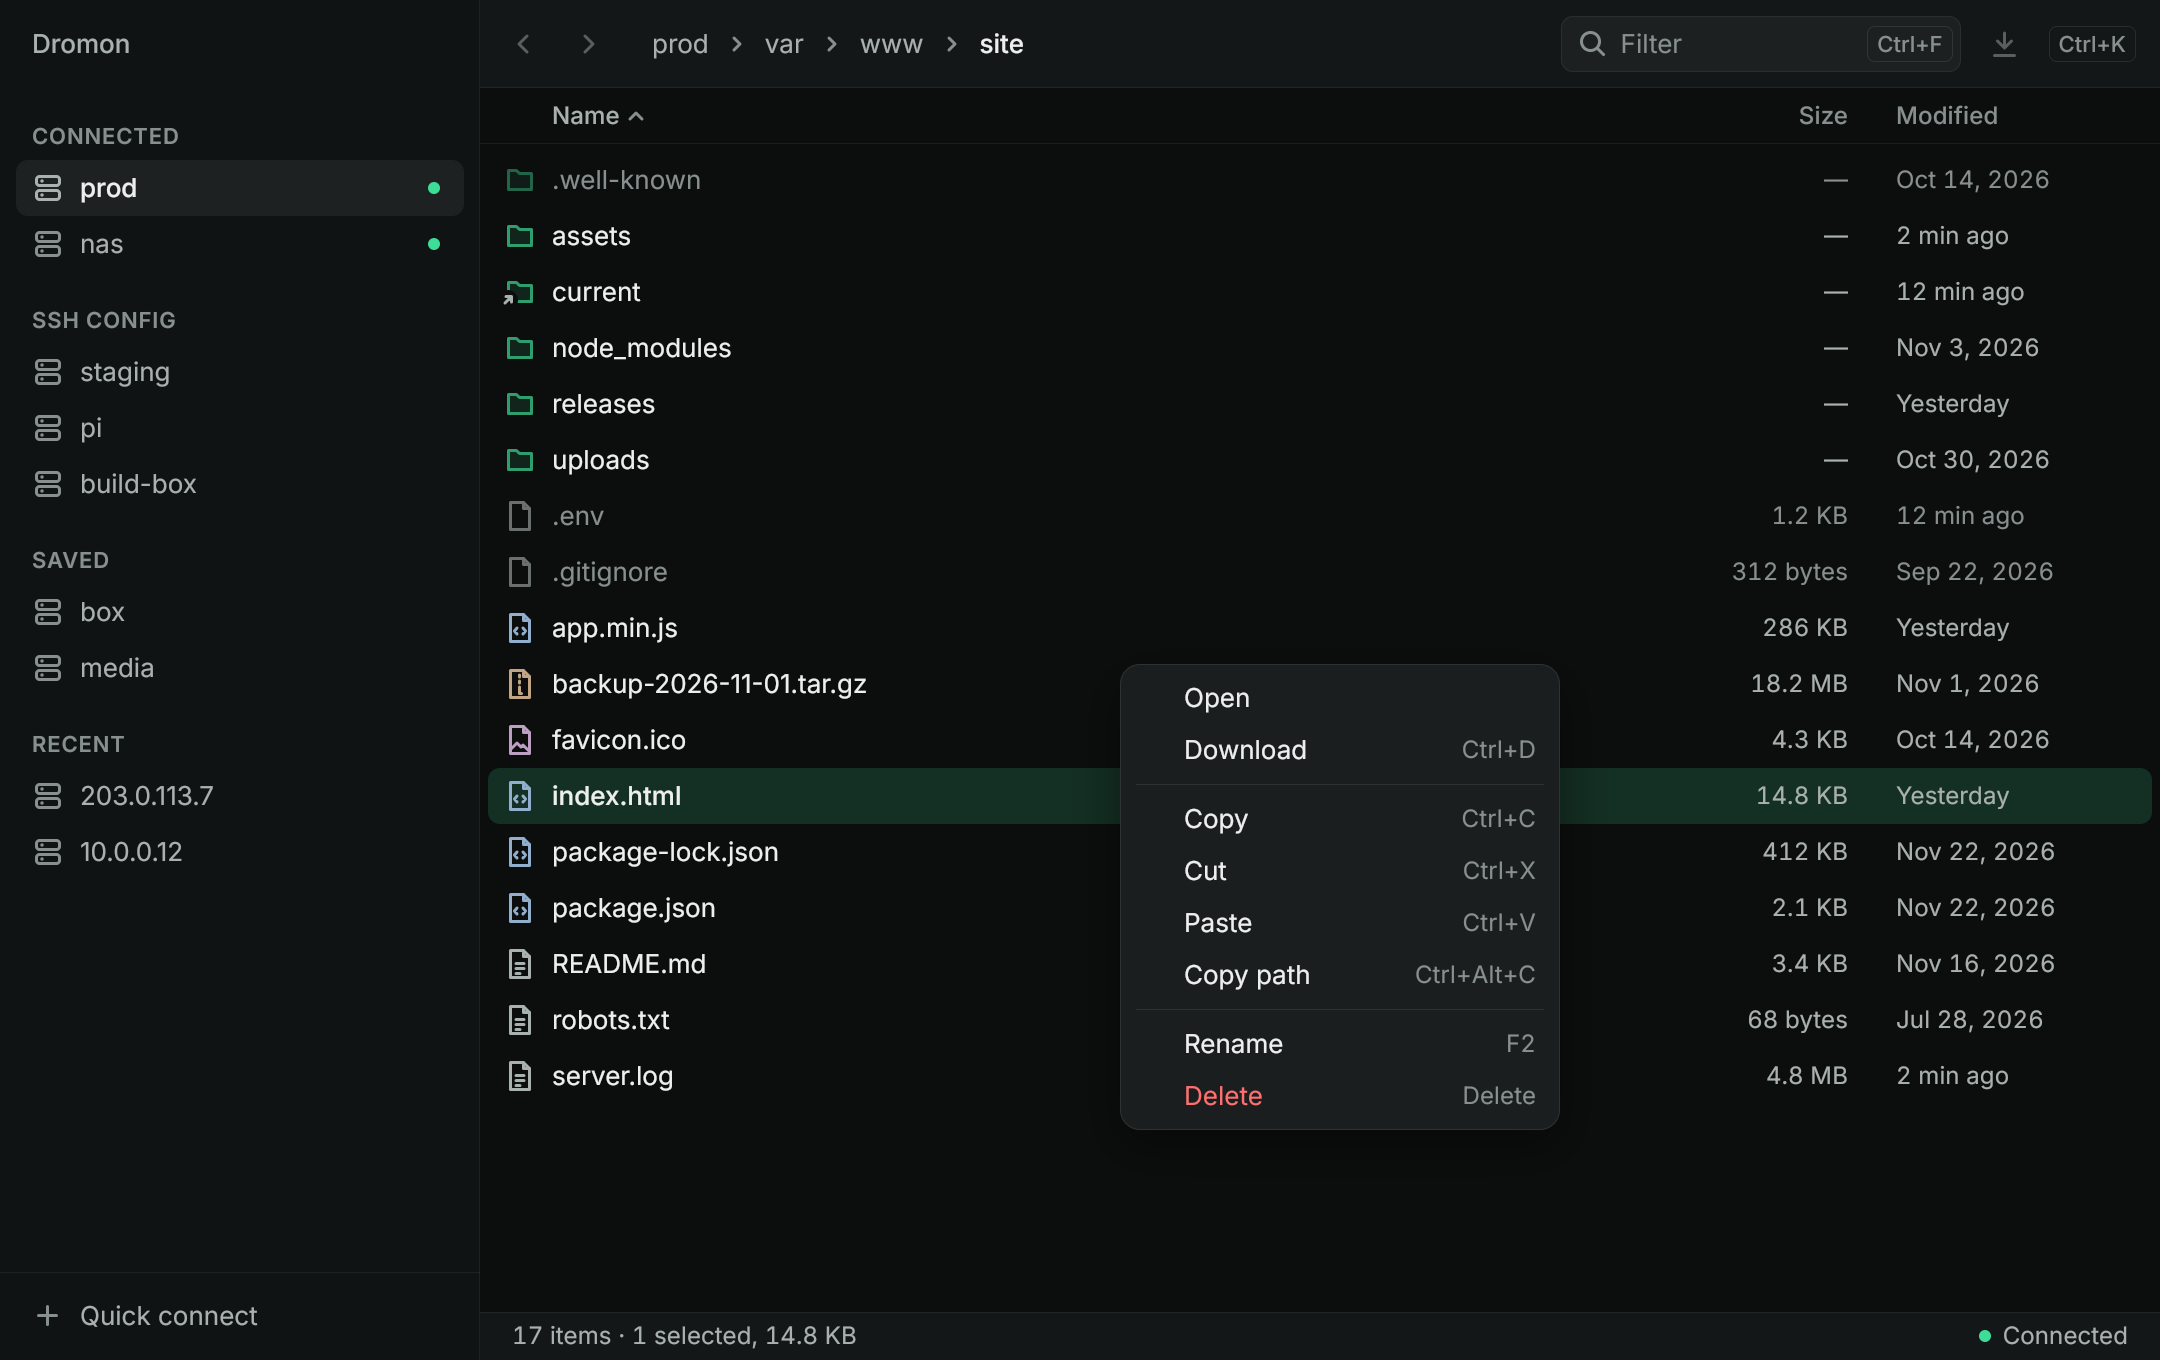 Dromon
prod var www site
Filter Ctrl+F Ctrl+K
CONNECTED
prod
nas
SSH CONFIG
staging
pi
build-box
SAVED
box
media
RECENT
203.0.113.7
10.0.0.12
Quick connect
Name Size Modified
.well-known — Oct 14, 2026
assets — 2 min ago
current — 12 min ago
node_modules — Nov 3, 2026
releases — Yesterday
uploads — Oct 30, 2026
.env 1.2 KB 12 min ago
.gitignore 312 bytes Sep 22, 2026
app.min.js 286 KB Yesterday
backup-2026-11-01.tar.gz 18.2 MB Nov 1, 2026
favicon.ico 4.3 KB Oct 14, 2026
index.html 14.8 KB Yesterday
package-lock.json 412 KB Nov 22, 2026
package.json 2.1 KB Nov 22, 2026
README.md 3.4 KB Nov 16, 2026
robots.txt 68 bytes Jul 28, 2026
server.log 4.8 MB 2 min ago
Open
Download Ctrl+D
Copy Ctrl+C
Cut Ctrl+X
Paste Ctrl+V
Copy path Ctrl+Alt+C
Rename F2
Delete Delete
17 items · 1 selected, 14.8 KB
Connected